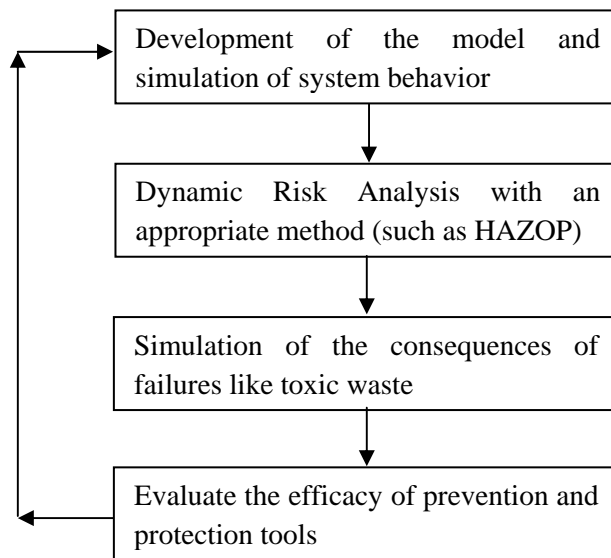 Development of the model and
simulation of system behavior
Dynamic Risk Analysis with an
appropriate method (such as HAZOP)
Simulation of the consequences of
failures like toxic waste
Evaluate the efficacy of prevention and
protection tools